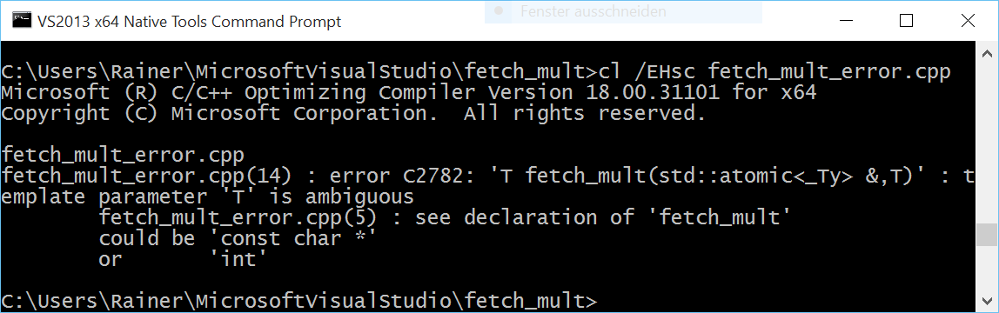 VS2013 x64 Native Tools Command Prompt
Fenster ausschneiden
C:\Users\Rainer\MicrosoftVisualStudio\fetch_mult>cl /EHsc fetch_mult_error.cpp
Microsoft (R) C/C++ Optimizing Compiler Version 18.00.31101 for x64
Copyright (C) Microsoft Corporation.  All rights reserved.
fetch_mult_error.cpp
fetch_mult_error.cpp(14) : error C2782: 'T fetch_mult(std::atomic<_Ty> &,T)' : t
emplate parameter 'T' is ambiguous
        fetch_mult_error.cpp(5) : see declaration of 'fetch_mult'
        could be 'const char *'
        or       'int'
C:\Users\Rainer\MicrosoftVisualStudio\fetch_mult>